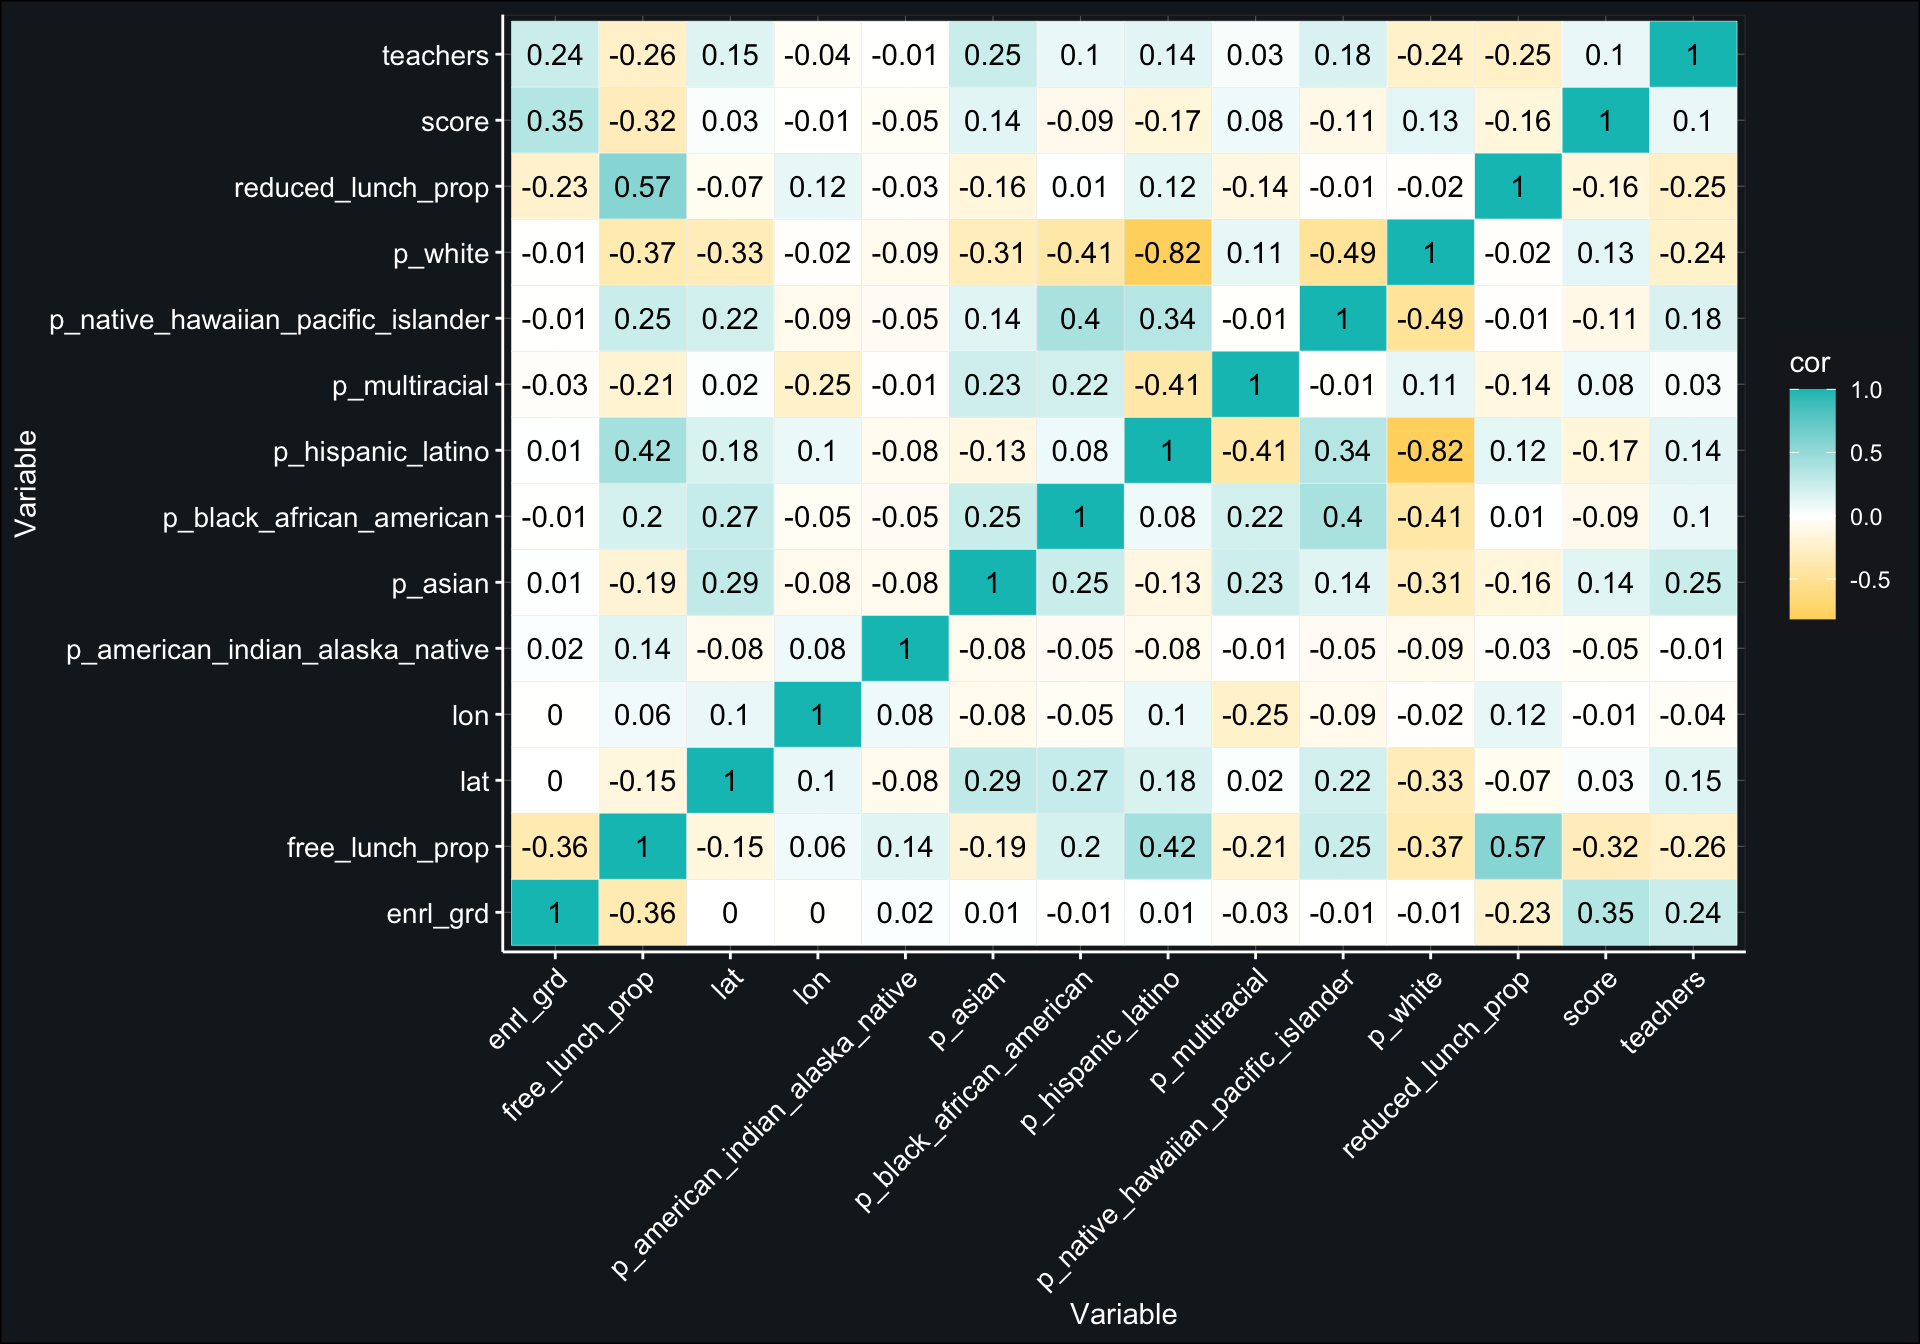 teachers 0.24 -0.26 0.15 -0.04 -0.01 0.25 0.1 0.14 0.03 0.18 -0.24 -0.25 0.1 1
score 0.35 -0.32 0.03 -0.01 -0.05 0.14 -0.09 -0.17 0.08 -0.11 0.13 -0.16 1 0.1
reduced_lunch_prop -0.23 0.57 -0.07 0.12 -0.03 -0.16 0.01 0.12 -0.14 -0.01 -0.02 1 -0.16 -0.25
p_white -0.01 -0.37 -0.33 -0.02 -0.09 -0.31 -0.41 -0.82 0.11 -0.49 1 -0.02 0.13 -0.24
p_native_hawaiian_pacific_islander -0.01 0.25 0.22 -0.09 -0.05 0.14 0.4 0.34 -0.01 1 -0.49 -0.01 -0.11 0.18
p_multiracial -0.03 -0.21 0.02 -0.25 -0.01 0.23 0.22 -0.41 1 -0.01 0.11 -0.14 0.08 0.03
p_hispanic_latino 0.01 0.42 0.18 0.1 -0.08 -0.13 0.08 1 -0.41 0.34 -0.82 0.12 -0.17 0.14
p_black_african_american -0.01 0.2 0.27 -0.05 -0.05 0.25 1 0.08 0.22 0.4 -0.41 0.01 -0.09 0.1
p_asian 0.01 -0.19 0.29 -0.08 -0.08 1 0.25 -0.13 0.23 0.14 -0.31 -0.16 0.14 0.25
p_american_indian_alaska_native 0.02 0.14 -0.08 0.08 1 -0.08 -0.05 -0.08 -0.01 -0.05 -0.09 -0.03 -0.05 -0.01
lon 0 0.06 0.1 1 0.08 -0.08 -0.05 0.1 -0.25 -0.09 -0.02 0.12 -0.01 -0.04
lat 0 -0.15 1 0.1 -0.08 0.29 0.27 0.18 0.02 0.22 -0.33 -0.07 0.03 0.15
free_lunch_prop -0.36 1 -0.15 0.06 0.14 -0.19 0.2 0.42 -0.21 0.25 -0.37 0.57 -0.32 -0.26
enrl_grd 1 -0.36 0 0 0.02 0.01 -0.01 0.01 -0.03 -0.01 -0.01 -0.23 0.35 0.24
Variable
enrl_grd
free_lunch_prop
lat
lon
p_american_indian_alaska_native
p_asian
p_black_african_american
p_hispanic_latino
p_multiracial
p_native_hawaiian_pacific_islander
p_white
reduced_lunch_prop
score
teachers
Variable
cor
1.0
0.5
0.0
-0.5